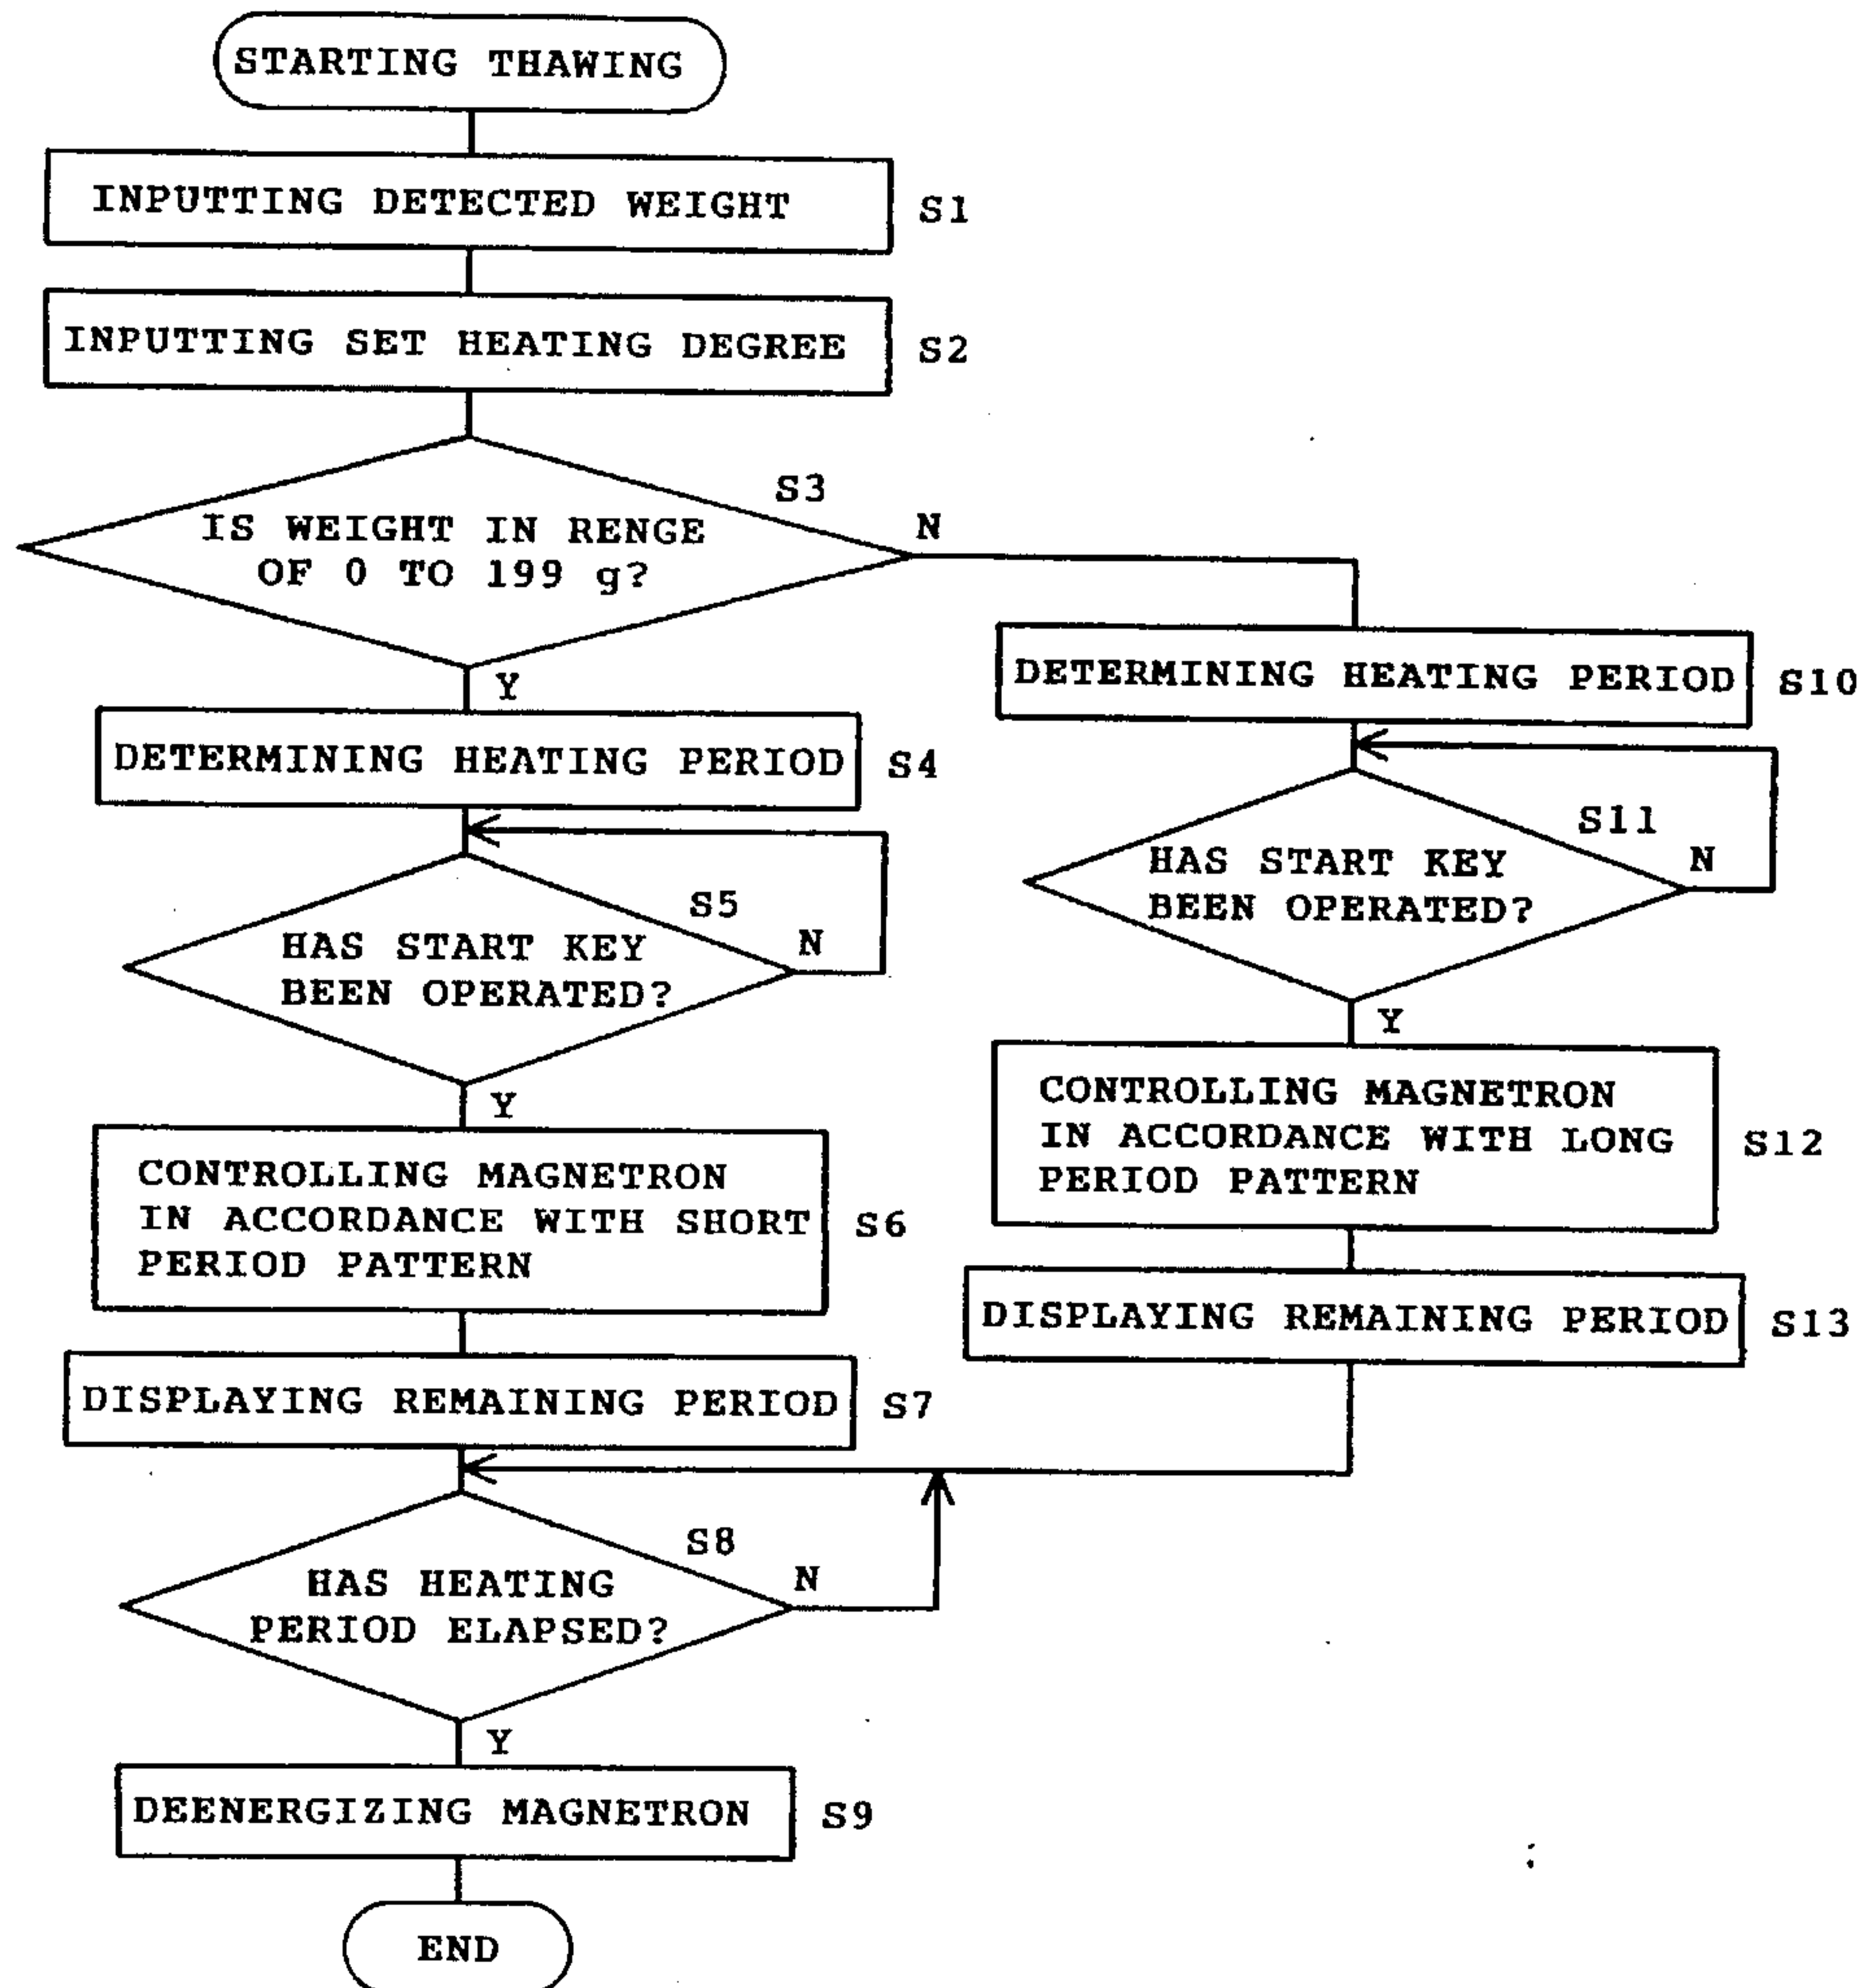 STARTING THAWING
INPUTTING DETECTED WEIGHT
S1
INPUTTING SET HEATING DEGREE
S2
S3
IS WEIGHT IN RENGE
OF 0 TO 199 g?
N
Y
DETERMINING HEATING PERIOD
S4
S5
HAS START KEY
BEEN OPERATED?
N
Y
CONTROLLING MAGNETRON
IN ACCORDANCE WITH SHORT
PERIOD PATTERN
S6
DISPLAYING REMAINING PERIOD
S7
S8
HAS HEATING
PERIOD ELAPSED?
N
Y
DEENERGIZING MAGNETRON
S9
END
DETERMINING HEATING PERIOD
S10
S11
HAS START KEY
BEEN OPERATED?
N
Y
CONTROLLING MAGNETRON
IN ACCORDANCE WITH LONG
PERIOD PATTERN
S12
DISPLAYING REMAINING PERIOD
S13